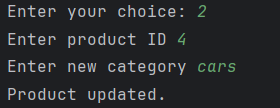 Enter your choice: 2
Enter product ID 4
Enter new category cars
Product updated.